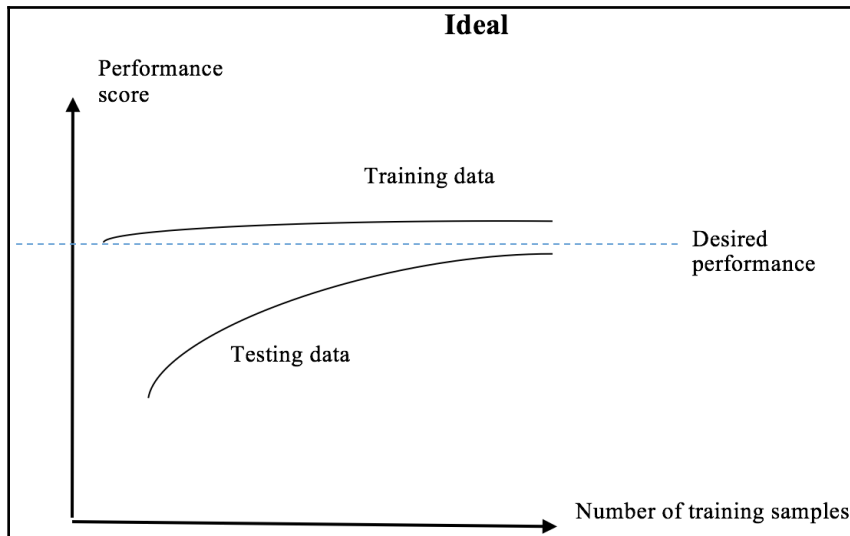 Ideal
Performance
score
Training data
Desired
performance
Testing data
Number of training samples